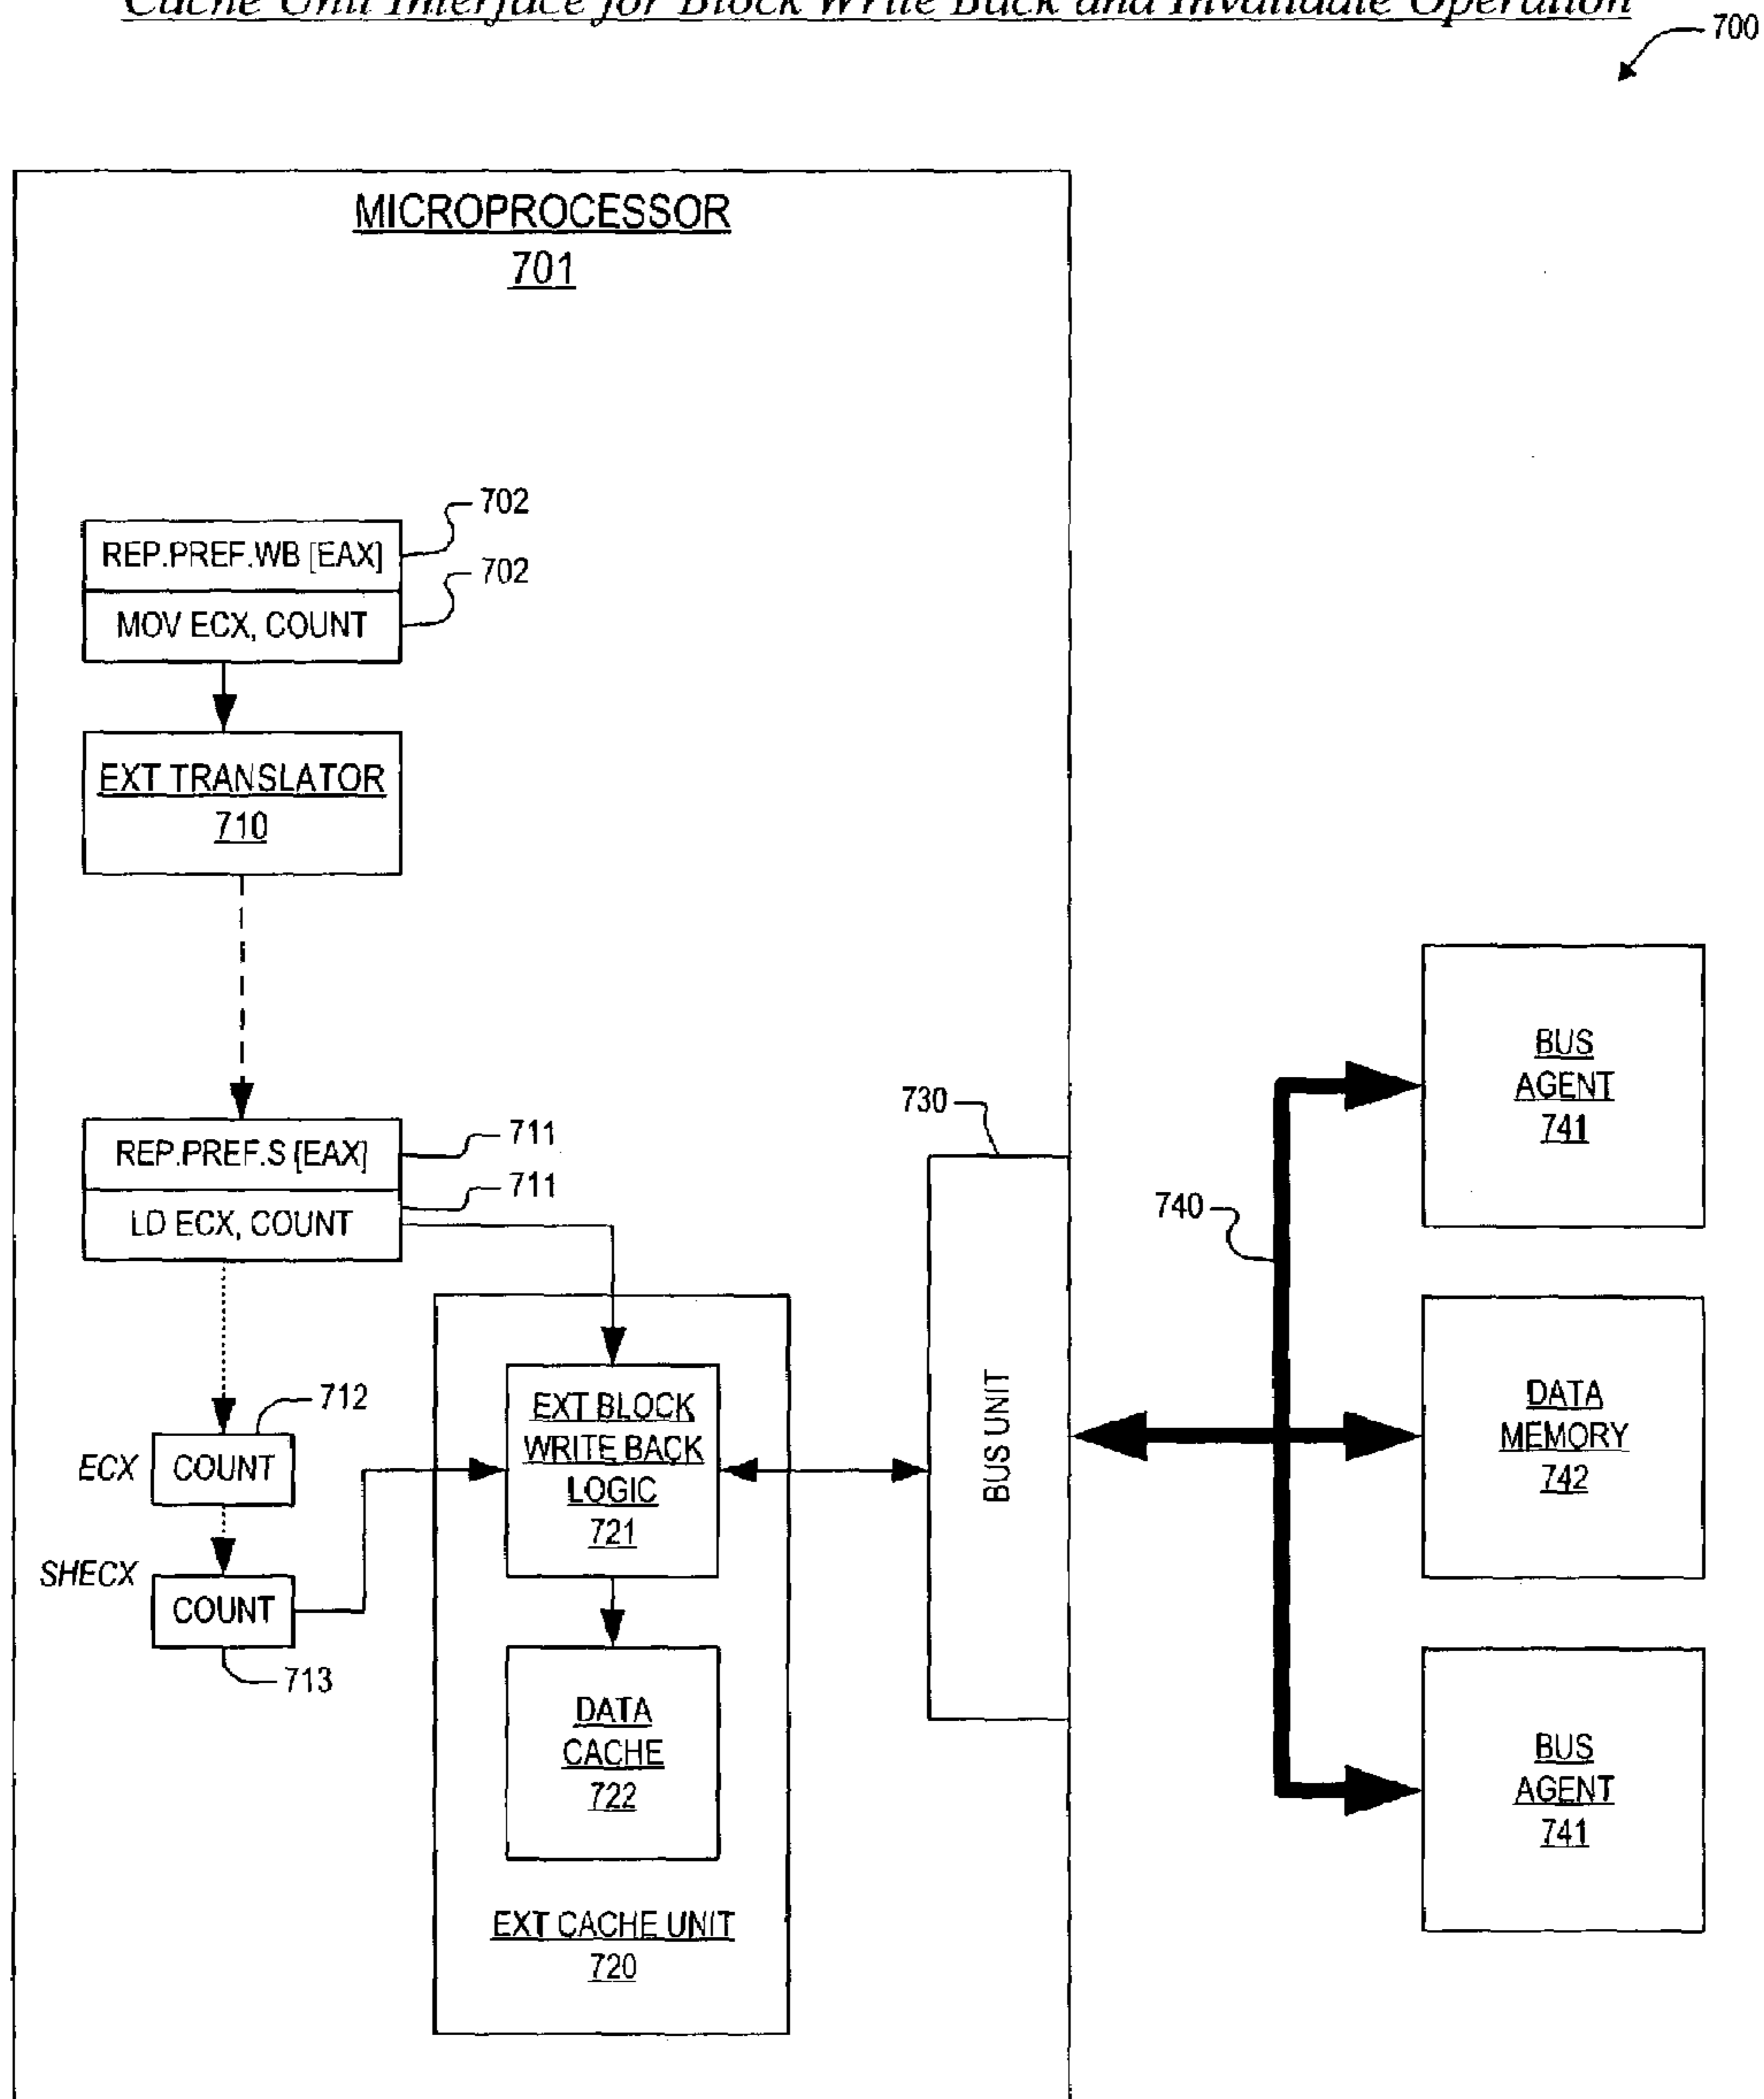 Cache Unit Interface for Block Write Back and Invalidate Operation
700
MICROPROCESSOR
701
702
REP.PREF.WB [EAX]
702
MOV ECX, COUNT
EXT TRANSLATOR
710
REP.PREF.S [EAX]
711
711
LD ECX, COUNT
712
ECX COUNT
SHECX
COUNT
713
EXT BLOCK
WRITE BACK
LOGIC
721
DATA
CACHE
722
EXT CACHE UNIT
720
730
BUS UNIT
740
BUS
AGENT
741
DATA
MEMORY
742
BUS
AGENT
741